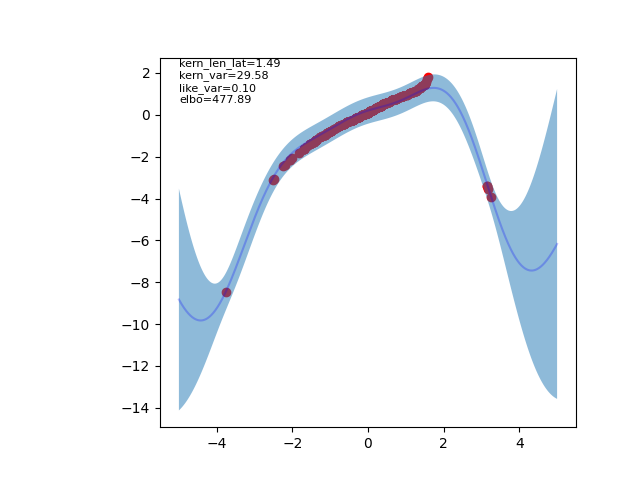 kern_len_lat=1.49
kern_var=29.58
like_var=0.10
elbo=477.89
2
0
−2
−4
−6
−8
−10
−12
−14
−4 −2 0 2 4